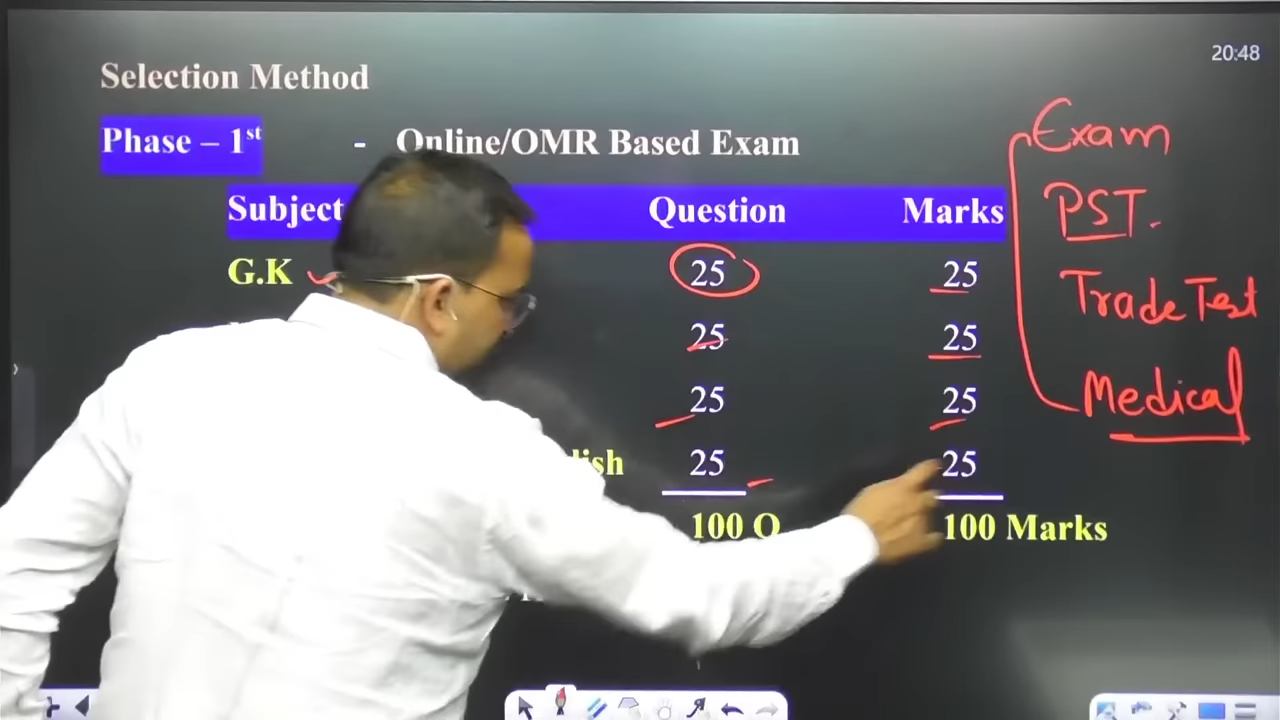 20:48
Selection Method
Phase – 1st - Online/OMR Based Exam
Subject Question Marks
G.K 25 25
25 25
25 25
25 25
100 100 Marks
Exam
PST.
Trade Test
Medical